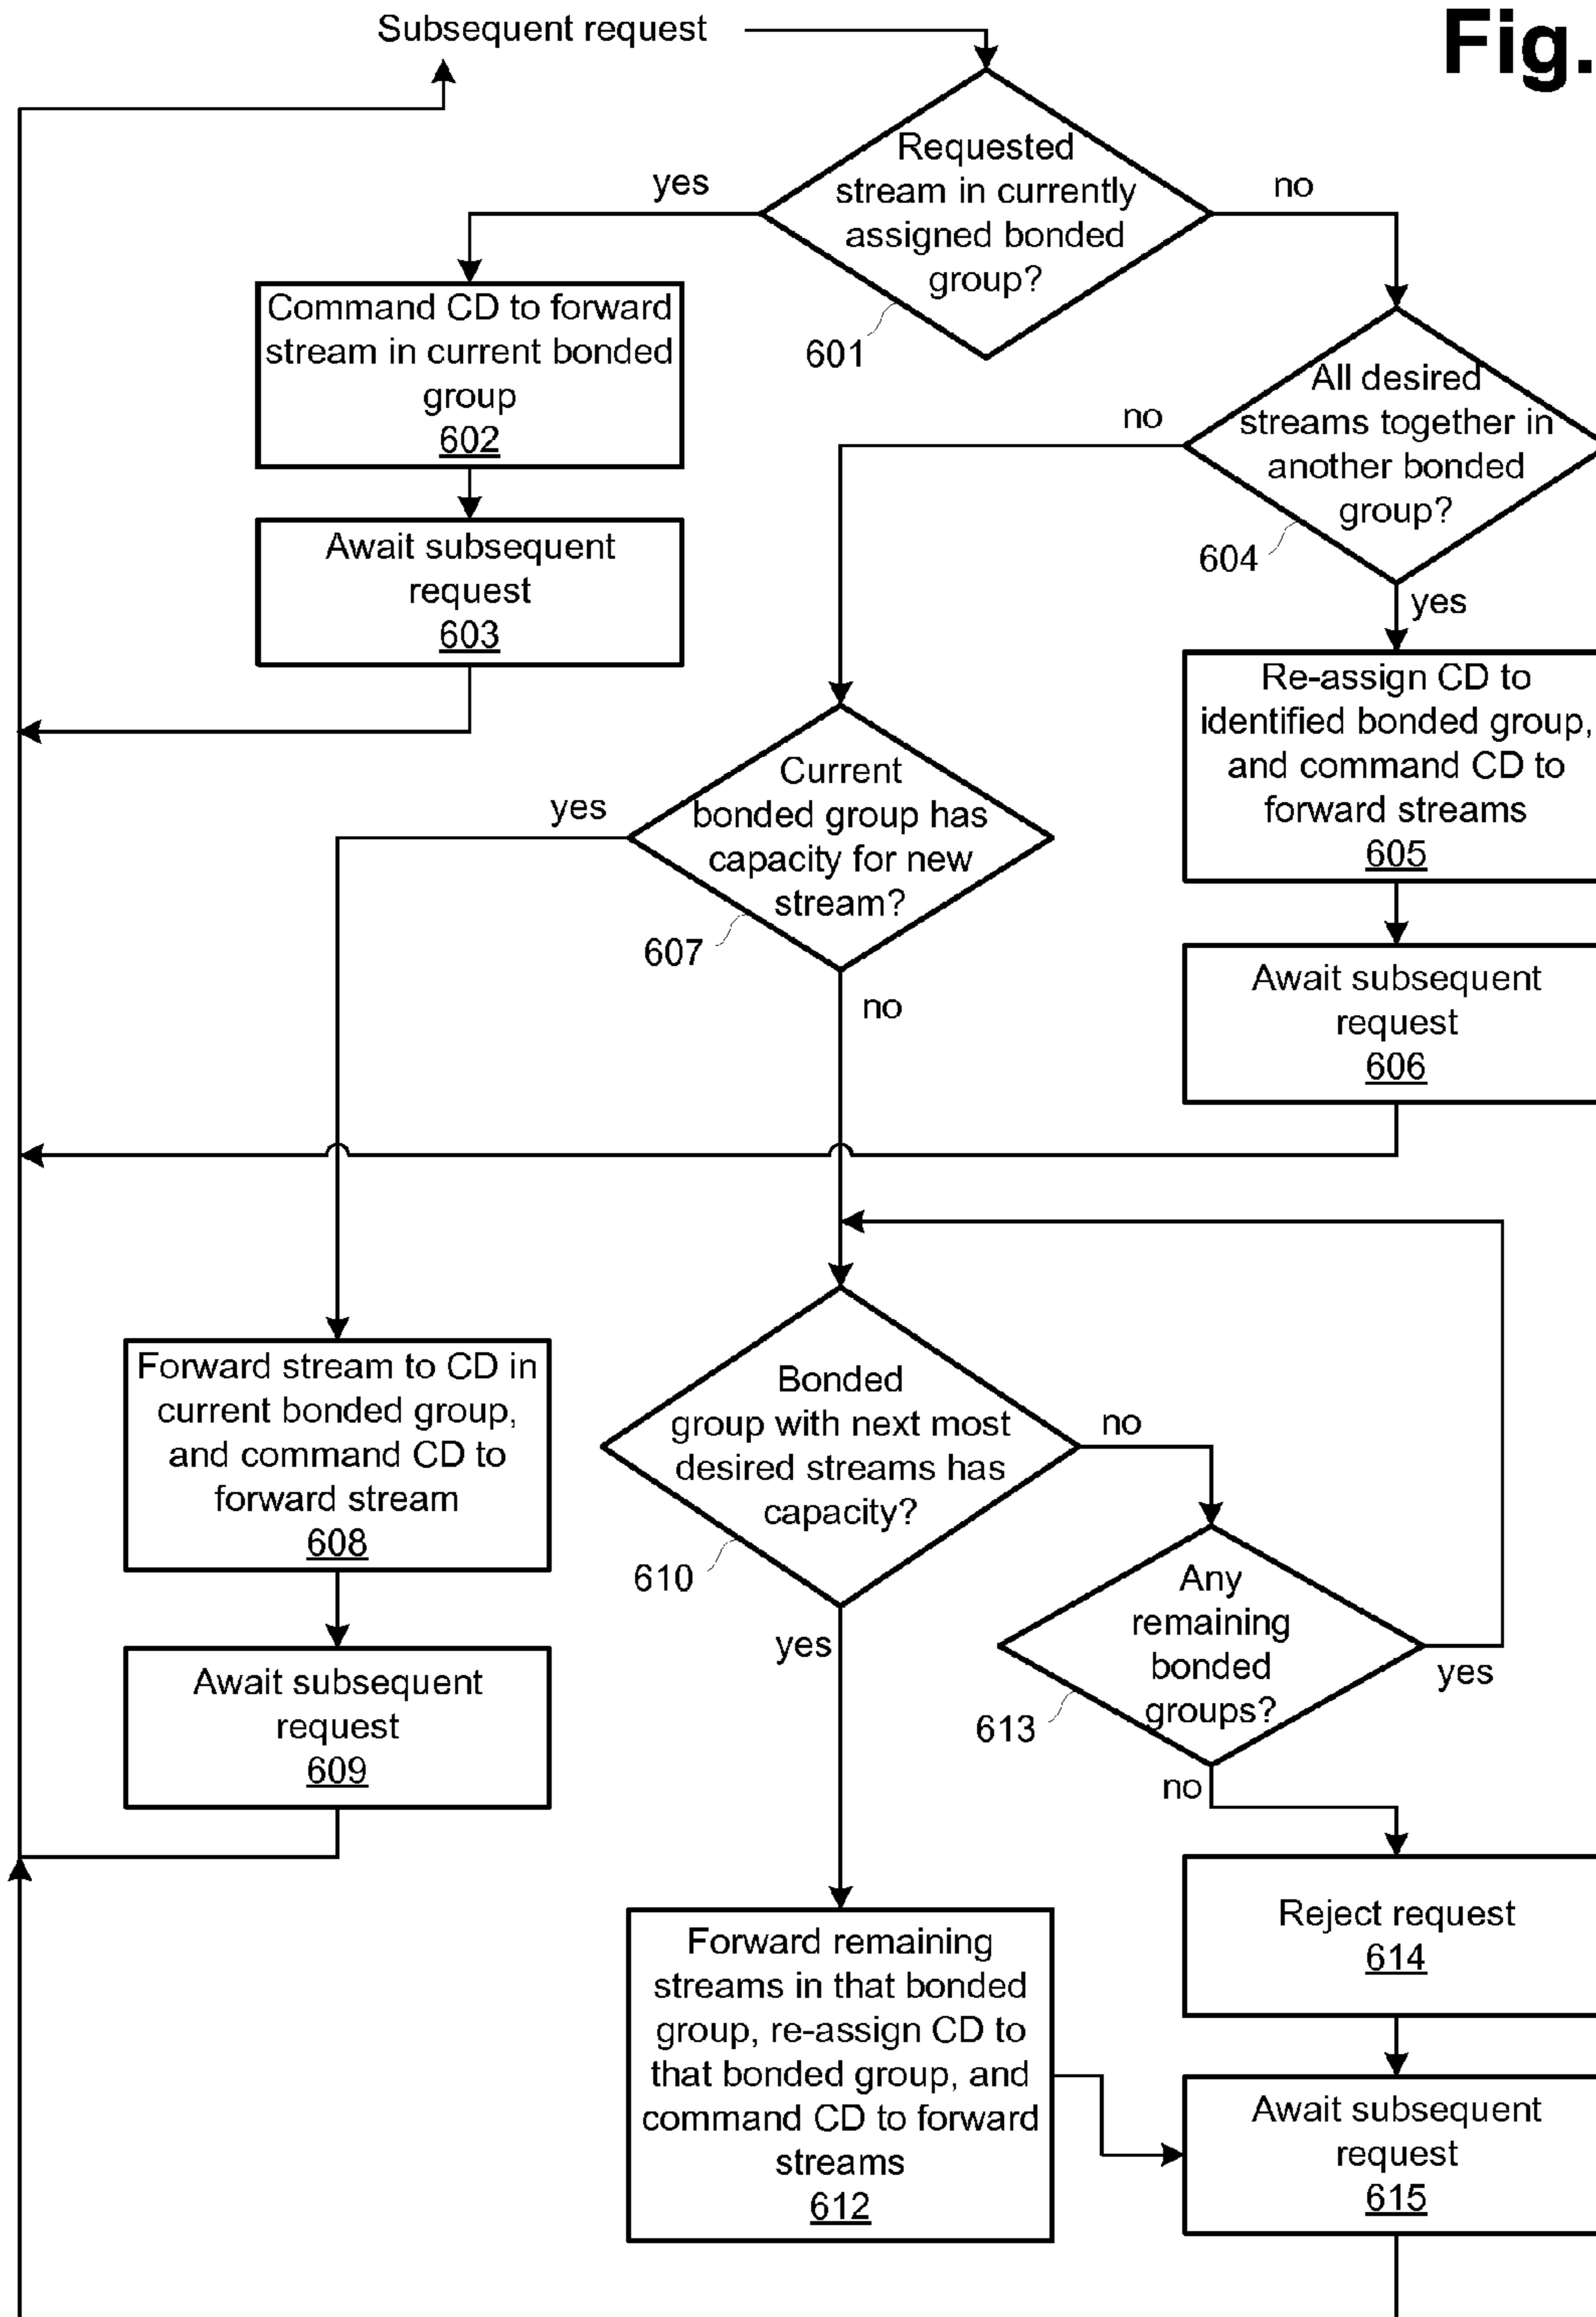 Subsequent request
Fig.
Requested
stream in currently
assigned bonded
group?
yes
no
601
Command CD to forward
stream in current bonded
group
602
All desired
streams together in
another bonded
group?
no
604
yes
Await subsequent
request
603
Re-assign CD to
identified bonded group,
and command CD to
forward streams
605
Current
bonded group has
capacity for new
stream?
yes
607
no
Await subsequent
request
606
Forward stream to CD in
current bonded group,
and command CD to
forward stream
608
Bonded
group with next most
desired streams has
capacity?
no
610
yes
Any
remaining
bonded
groups?
yes
613
no
Await subsequent
request
609
Reject request
614
Forward remaining
streams in that bonded
group, re-assign CD to
that bonded group, and
command CD to forward
streams
612
Await subsequent
request
615